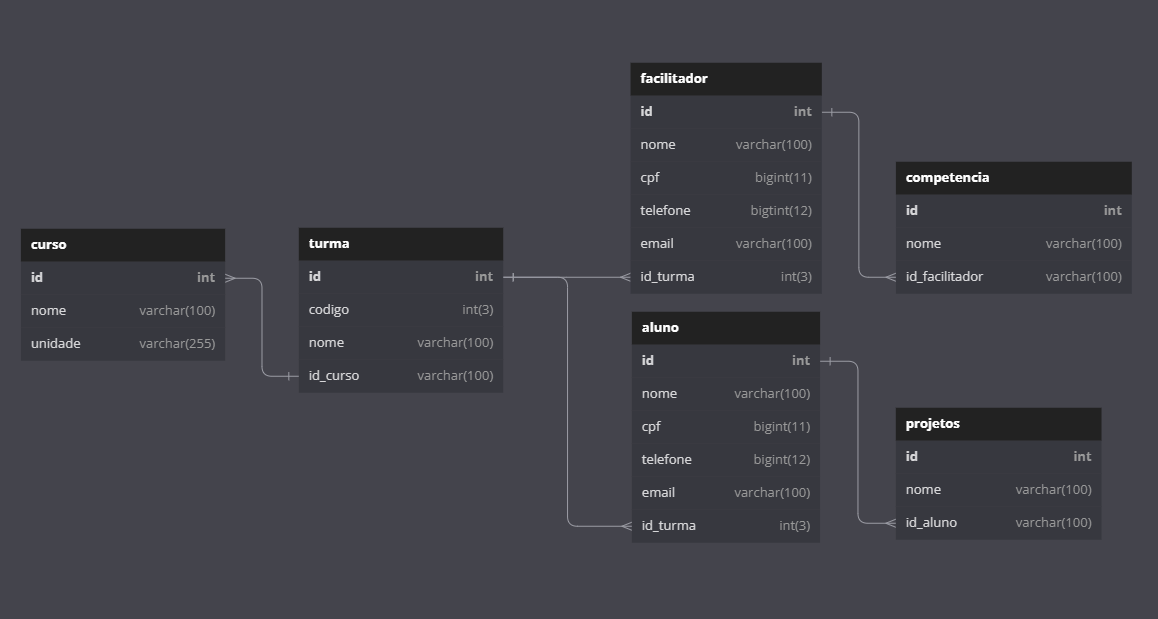 curso
id int
nome varchar(100)
unidade varchar(255)
turma
id int
codigo int(3)
nome varchar(100)
id_curso varchar(100)
facilitador
id int
nome varchar(100)
cpf bigint(11)
telefone bigtint(12)
email varchar(100)
id_turma int(3)
aluno
id int
nome varchar(100)
cpf bigint(11)
telefone bigint(12)
email varchar(100)
id_turma int(3)
competencia
id int
nome varchar(100)
id_facilitador varchar(100)
projetos
id int
nome varchar(100)
id_aluno varchar(100)